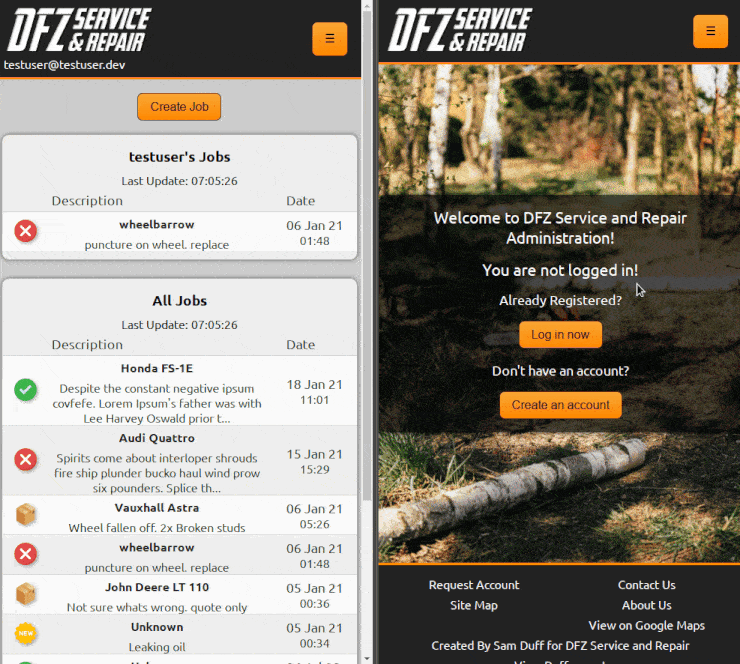 DFZ SERVICE
& REPAIR
☰
testuser@testuser.dev
Create Job
testuser's Jobs
Last Update: 07:05:26
Description Date
wheelbarrow
puncture on wheel. replace
06 Jan 21
01:48
All Jobs
Last Update: 07:05:26
Description Date
Honda FS-1E
Despite the constant negative ipsum
covfefe. Lorem Ipsum's father was with
Lee Harvey Oswald prior t...
18 Jan 21
11:01
Audi Quattro
Spirits come about interloper shrouds
fire ship plunder bucko haul wind prow
six pounders. Splice th...
15 Jan 21
15:29
Vauxhall Astra
Wheel fallen off. 2x Broken studs
06 Jan 21
05:26
wheelbarrow
puncture on wheel. replace
06 Jan 21
01:48
John Deere LT 110
Not sure whats wrong. quote only
05 Jan 21
00:36
NEW
Unknown
Leaking oil
05 Jan 21
00:34
DFZ SERVICE
& REPAIR
☰
Welcome to DFZ Service and Repair
Administration!
You are not logged in!
Already Registered?
Log in now
Don't have an account?
Create an account
Request Account Contact Us
Site Map About Us
View on Google Maps
Created By Sam Duff for DFZ Service and Repair